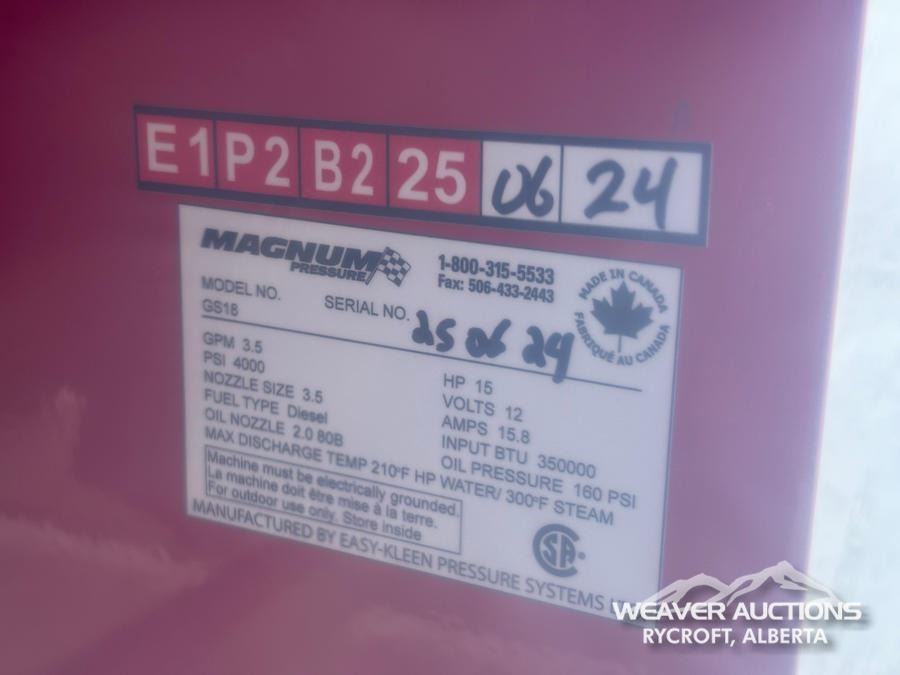 E1 P2 B2 25 06 24
MAGNUM
PRESSURE
1-800-315-5533
Fax: 506-433-2443
MADE IN CANADA
FABRIQUÉ AU CANADA
MODEL NO.
GS18
SERIAL NO. 25 06 24
GPM 3.5
PSI 4000
NOZZLE SIZE 3.5
FUEL TYPE Diesel
OIL NOZZLE 2.0 80B
HP 15
VOLTS 12
AMPS 15.8
INPUT BTU 350000
OIL PRESSURE 160 PSI
MAX DISCHARGE TEMP 210°F HP WATER/ 300°F STEAM
Machine must be electrically grounded.
La machine doit être mise à la terre.
For outdoor use only. Store inside
MANUFACTURED BY EASY-KLEEN PRESSURE SYSTEMS
WEAVER AUCTIONS
RYCROFT, ALBERTA